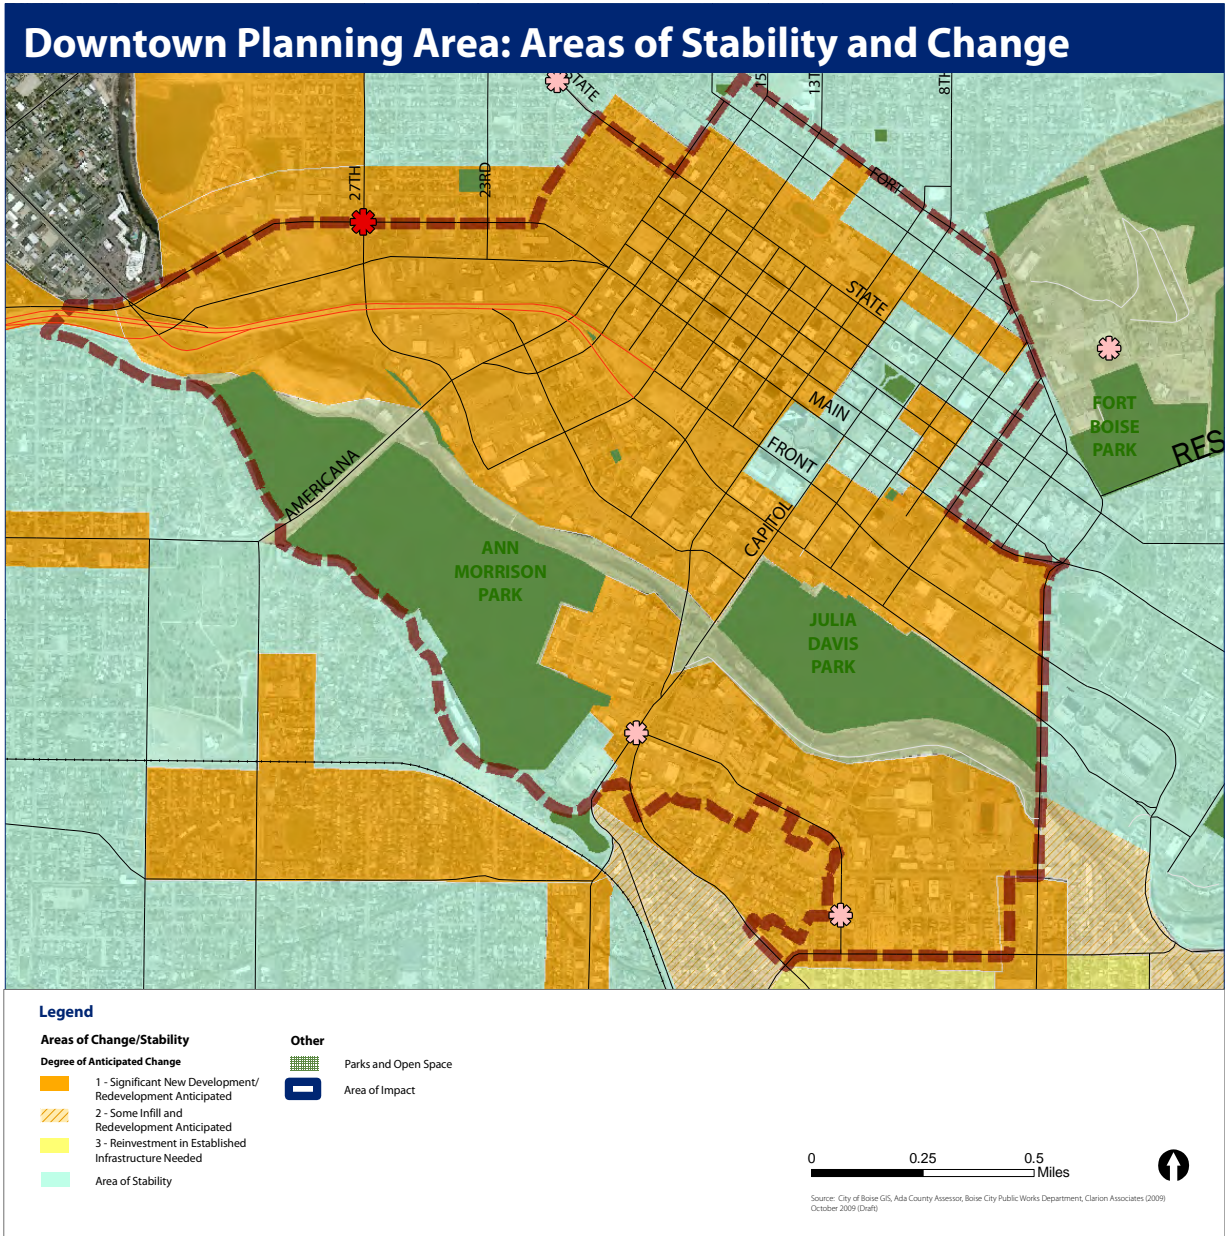 Downtown Planning Area: Areas of Stability and Change
STATE
15
13T
8TH
27TH
23RD
FORT
STATE
MAIN
FRONT
CAPITOL
AMERICANA
FORT
BOISE
PARK
RES
ANN
MORRISON
PARK
JULIA
DAVIS
PARK
Legend
Areas of Change/Stability
Degree of Anticipated Change
1 - Significant New Development/
Redevelopment Anticipated
2 - Some Infill and
Redevelopment Anticipated
3 - Reinvestment in Established
Infrastructure Needed
Area of Stability
Other
Parks and Open Space
Area of Impact
0 0.25 0.5
Miles
Source: City of Boise GIS, Ada County Assessor, Boise City Public Works Department, Clarion Associates (2009)
October 2009 (Draft)